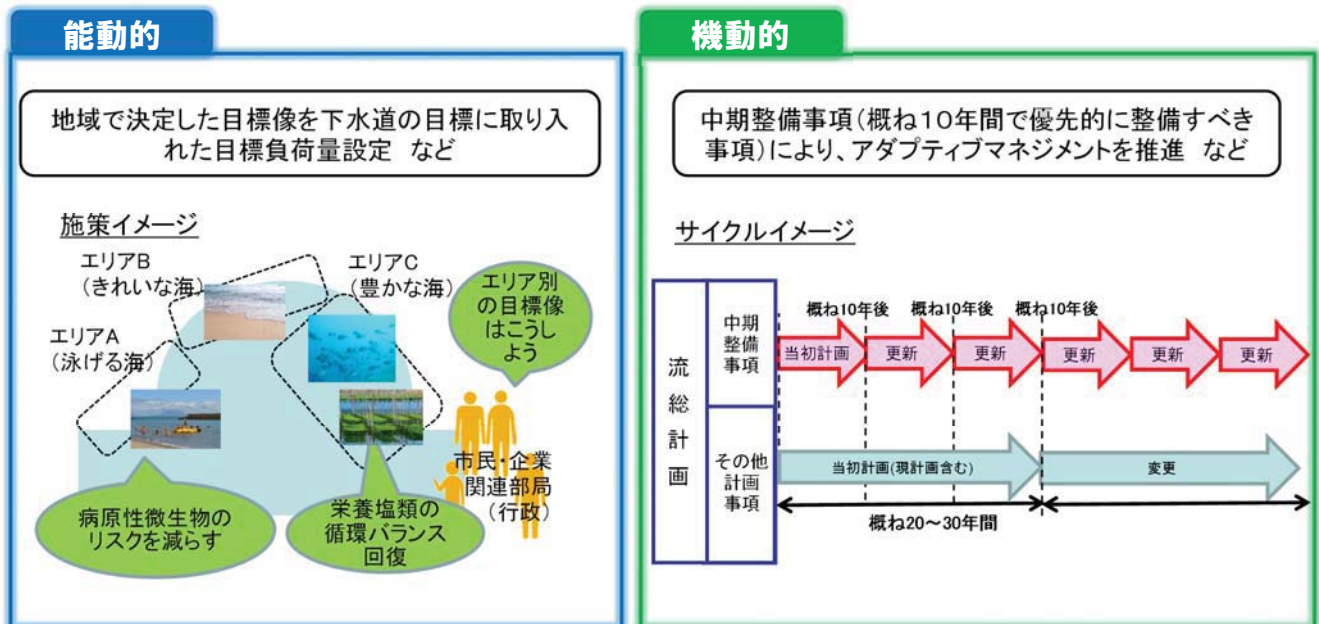 能動的
地域で決定した目標像を下水道の目標に取り入
れた目標負荷量設定　など
施策イメージ
エリアB
(きれいな海)
エリアC
(豊かな海)
エリアA
(泳げる海)
エリア別
の目標像
はこうし
よう
市民・企業
関連部局
(行政)
病原性微生物の
リスクを減らす
栄養塩類の
循環バランス
回復
機動的
中期整備事項(概ね１０年間で優先的に整備すべき
事項)により、アダプティブマネジメントを推進　など
サイクルイメージ
流総計画
中期
整備
事項
概ね10年後
概ね10年後
概ね10年後
当初計画
更新
更新
更新
更新
更新
その他
計画
事項
当初計画(現計画含む)
変更
概ね20～30年間